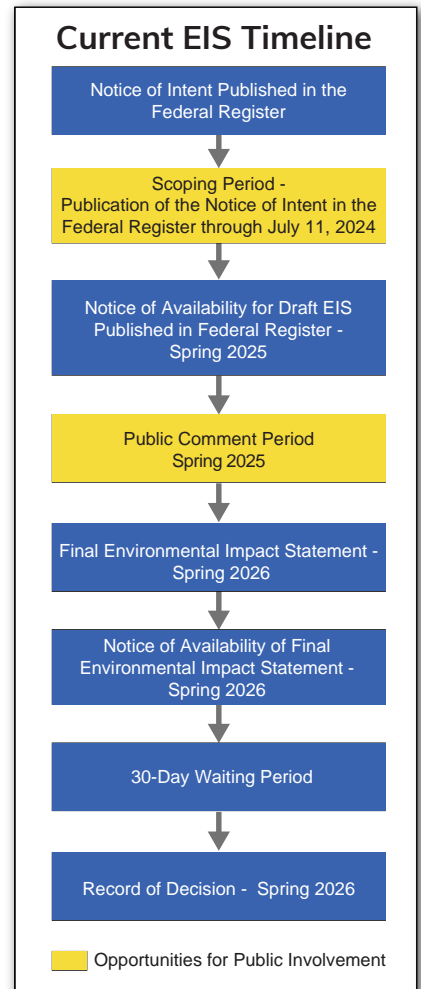 Current EIS Timeline
Notice of Intent Published in the
Federal Register
Scoping Period -
Publication of the Notice of Intent in the
Federal Register through July 11, 2024
Notice of Availability for Draft EIS
Published in Federal Register -
Spring 2025
Public Comment Period
Spring 2025
Final Environmental Impact Statement -
Spring 2026
Notice of Availability of Final
Environmental Impact Statement -
Spring 2026
30-Day Waiting Period
Record of Decision - Spring 2026
Opportunities for Public Involvement